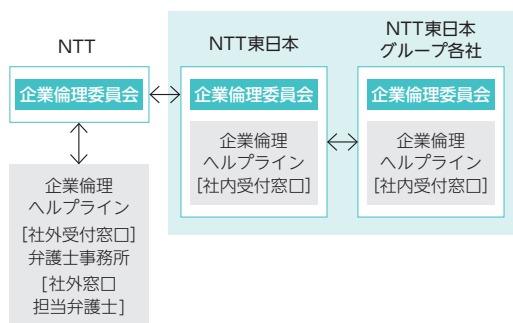 NTT
企業倫理委員会
企業倫理
ヘルプライン
[社外受付窓口]
弁護士事務所
[社外窓口
担当弁護士]
NTT東日本
企業倫理委員会
企業倫理
ヘルプライン
[社内受付窓口]
NTT東日本
グループ各社
企業倫理委員会
企業倫理
ヘルプライン
[社内受付窓口]